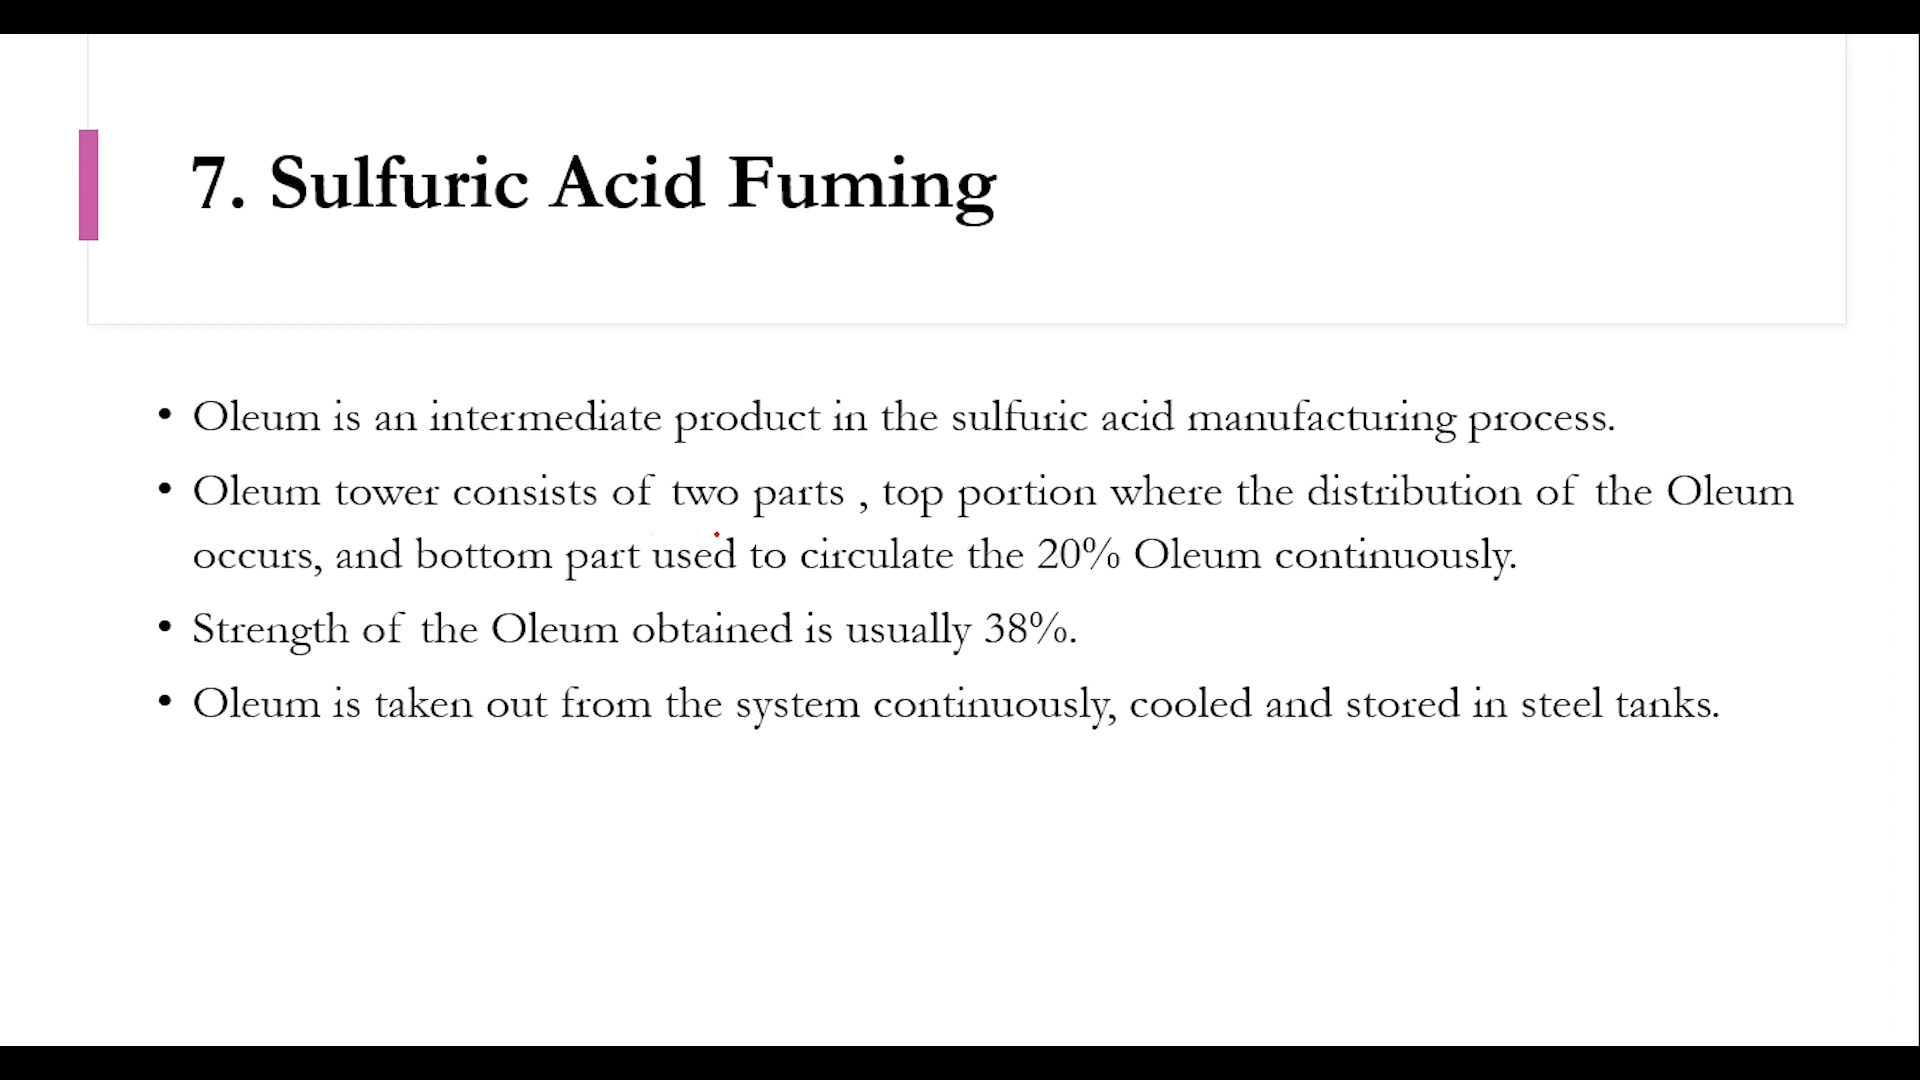 7. Sulfuric Acid Fuming
• Oleum is an intermediate product in the sulfuric acid manufacturing process.
• Oleum tower consists of two parts , top portion where the distribution of the Oleum
occurs, and bottom part used to circulate the 20% Oleum continuously.
• Strength of the Oleum obtained is usually 38%.
• Oleum is taken out from the system continuously, cooled and stored in steel tanks.